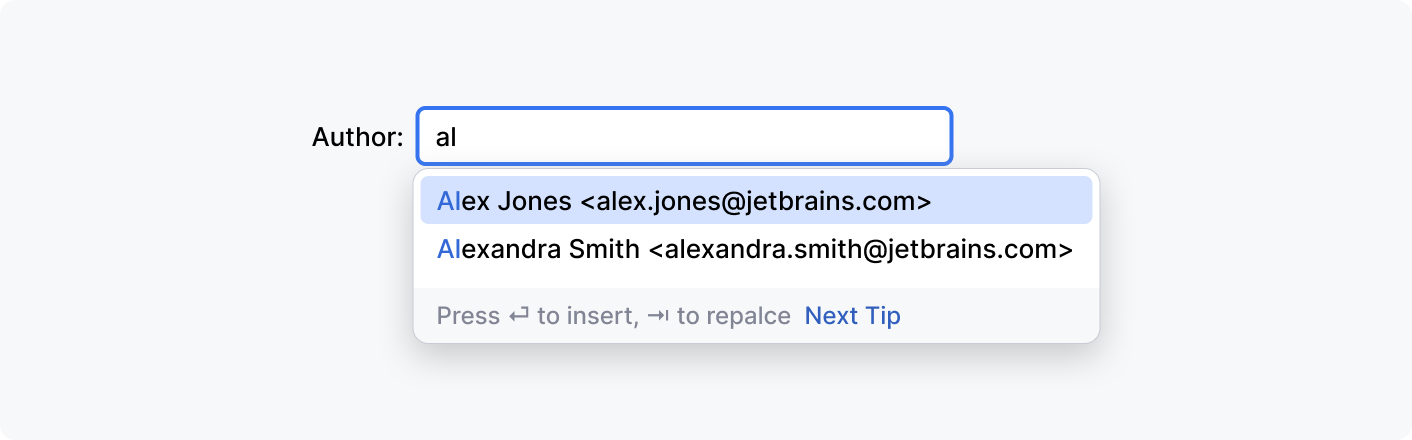 Author: al
Alex Jones <alex.jones@jetbrains.com>
Alexandra Smith <alexandra.smith@jetbrains.com>
Press ↵ to insert, ⇥ to repalce Next Tip